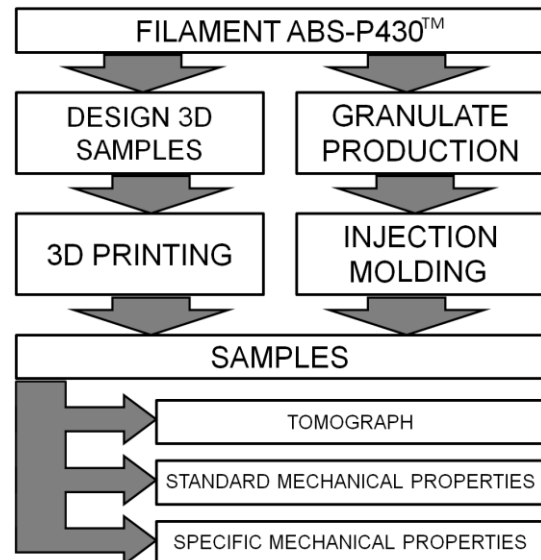 FILAMENT ABS-P430™
DESIGN 3D
SAMPLES
GRANULATE
PRODUCTION
3D PRINTING
INJECTION
MOLDING
SAMPLES
TOMOGRAPH
STANDARD MECHANICAL PROPERTIES
SPECIFIC MECHANICAL PROPERTIES